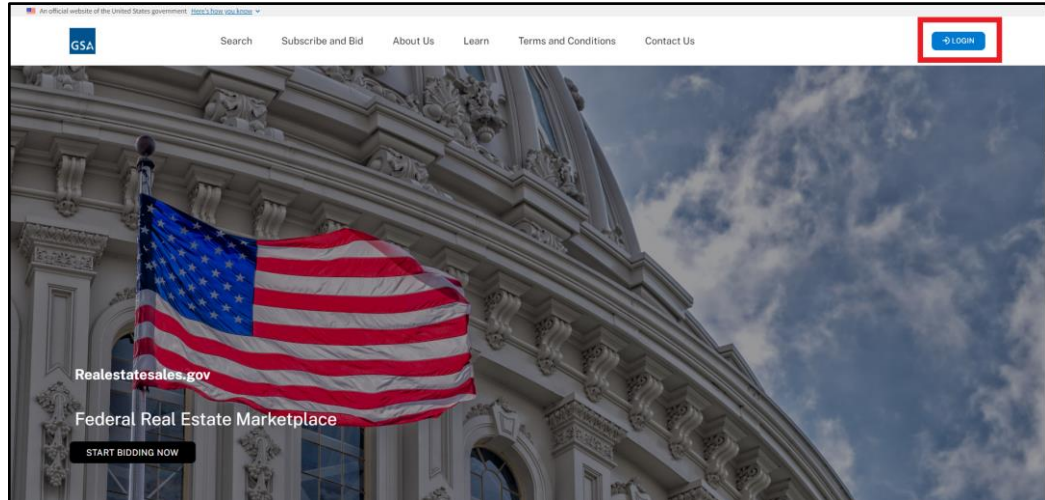 An official website of the United States government Here's how you know
GSA
Search Subscribe and Bid About Us Learn Terms and Conditions Contact Us
LOGIN
Realestatesales.gov
Federal Real Estate Marketplace
START BIDDING NOW